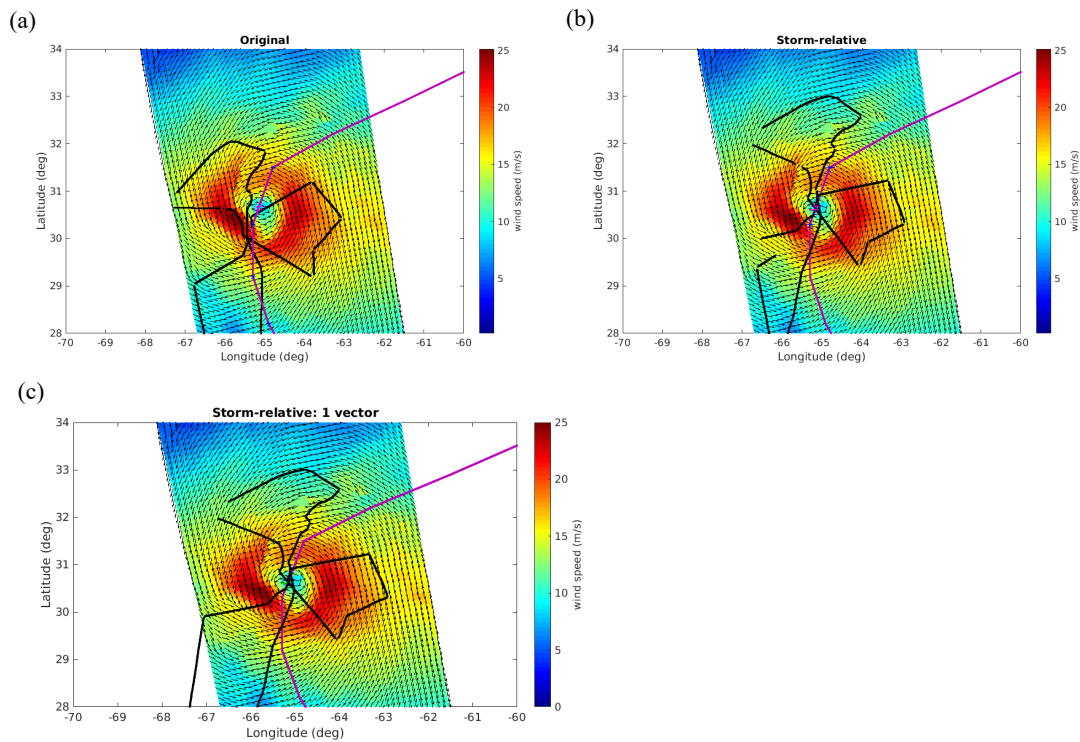 (a)
Original
34
33
32
31
30
29
28
Latitude (deg)
-70 -69 -68 -67 -66 -65 -64 -63 -62 -61 -60
Longitude (deg)
25
20
15
10
5
wind speed (m/s)
(b)
Storm-relative
34
33
32
31
30
29
28
Latitude (deg)
-70 -69 -68 -67 -66 -65 -64 -63 -62 -61 -60
Longitude (deg)
25
20
15
10
5
wind speed (m/s)
(c)
Storm-relative: 1 vector
34
33
32
31
30
29
28
Latitude (deg)
-70 -69 -68 -67 -66 -65 -64 -63 -62 -61 -60
Longitude (deg)
25
20
15
10
5
0
wind speed (m/s)